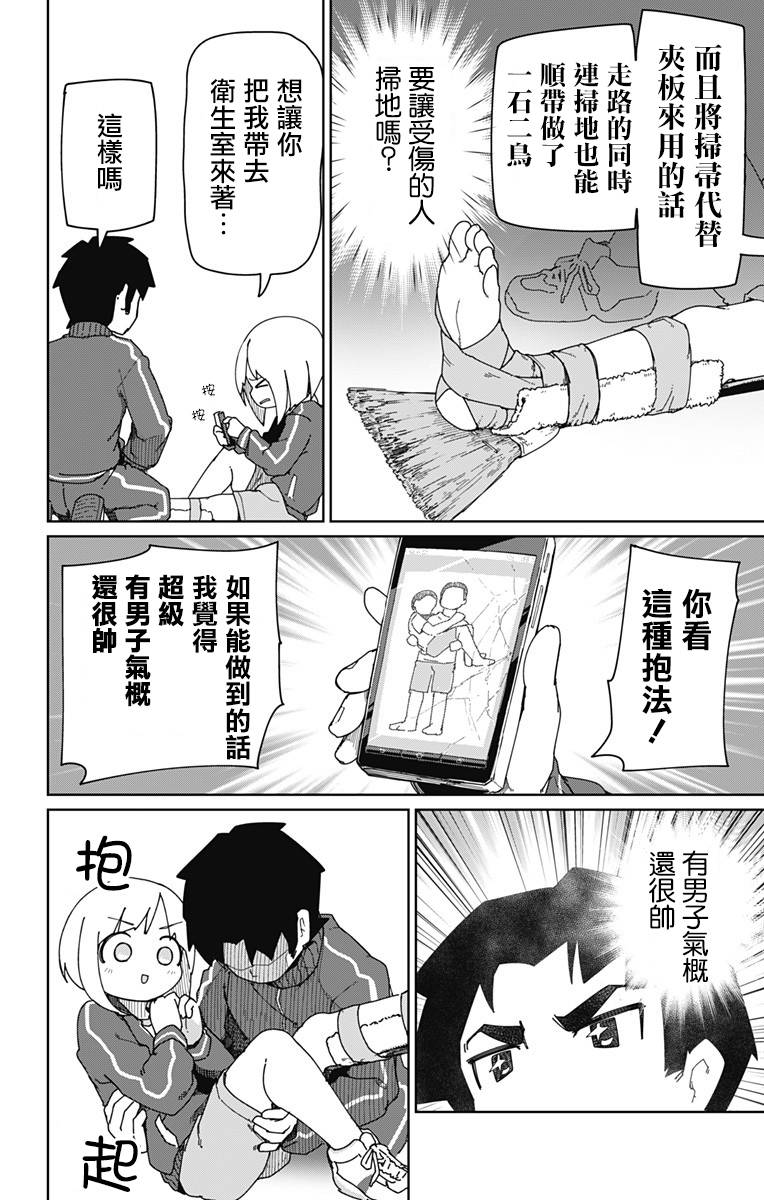 而且將掃帚代替
夾板來用的話
走路的同時
連掃地也能
順帶做了
一石二鳥
要讓受傷的人
掃地嗎？
想讓你
把我帶去
衛生室來著…
這樣嗎
按
按
你看
這種抱法！
如果能做到的話
我覺得
超級
有男子氣概
還很帥
有男子氣概
還很帥
抱
起